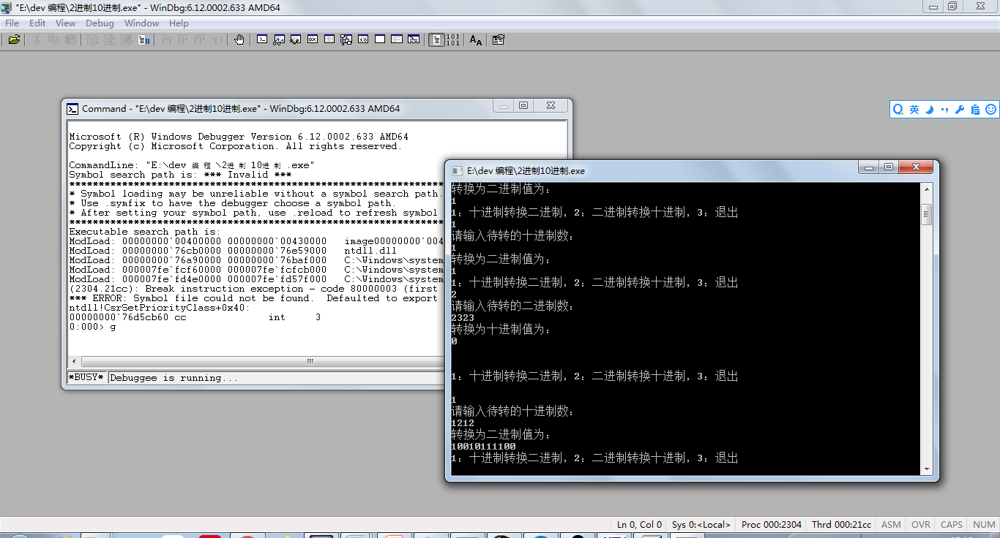 "E:\dev 编程\2进制10进制.exe" - WinDbg:6.12.0002.633 AMD64
File Edit View Debug Window Help
Command - "E:\dev 编程\2进制10进制.exe" - WinDbg:6.12.0002.633 AMD64
Microsoft (R) Windows Debugger Version 6.12.0002.633 AMD64
Copyright (c) Microsoft Corporation. All rights reserved.
CommandLine: "E:\dev 编程\2进制10进制.exe"
Symbol search path is: *** Invalid ***
****************************************************************
* Symbol loading may be unreliable without a symbol search path.
* Use .symfix to have the debugger choose a symbol path.
* After setting your symbol path, use .reload to refresh symbol
****************************************************************
Executable search path is:
ModLoad: 00000000`00400000 00000000`00430000 image00000000`004
ModLoad: 00000000`76cb0000 00000000`76e59000 ntdll.dll
ModLoad: 00000000`76a90000 00000000`76baf000 C:\Windows\system
ModLoad: 000007fe`fcf60000 000007fe`fcfcb000 C:\Windows\system
ModLoad: 000007fe`fd4e0000 000007fe`fd57f000 C:\Windows\system
(2304.21cc): Break instruction exception - code 80000003 (first
*** ERROR: Symbol file could not be found.  Defaulted to export
ntdll!CsrSetPriorityClass+0x40:
00000000`76d5cb60 cc int 3
0:000> g
*BUSY* Debuggee is running...
英
E:\dev 编程\2进制10进制.exe
转换为二进制值为：
1
1：十进制转换二进制，2：二进制转换十进制，3：退出
1
请输入待转的十进制数：
1
转换为二进制值为：
1
1：十进制转换二进制，2：二进制转换十进制，3：退出
2
请输入待转的二进制数：
2323
转换为十进制值为：
0
1：十进制转换二进制，2：二进制转换十进制，3：退出
1
请输入待转的十进制数：
1212
转换为二进制值为：
10010111100
1：十进制转换二进制，2：二进制转换十进制，3：退出
Ln 0, Col 0 Sys 0:<Local> Proc 000:2304 Thrd 000:21cc ASM OVR CAPS NUM